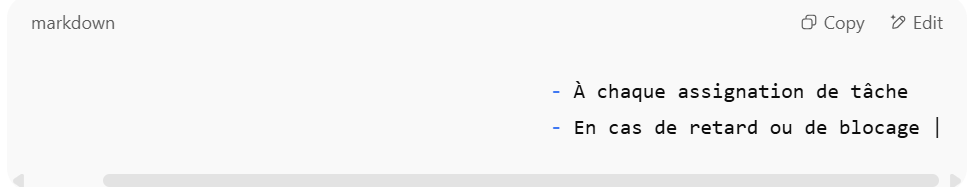 markdown
Copy
Edit
- À chaque assignation de tâche
- En cas de retard ou de blocage |